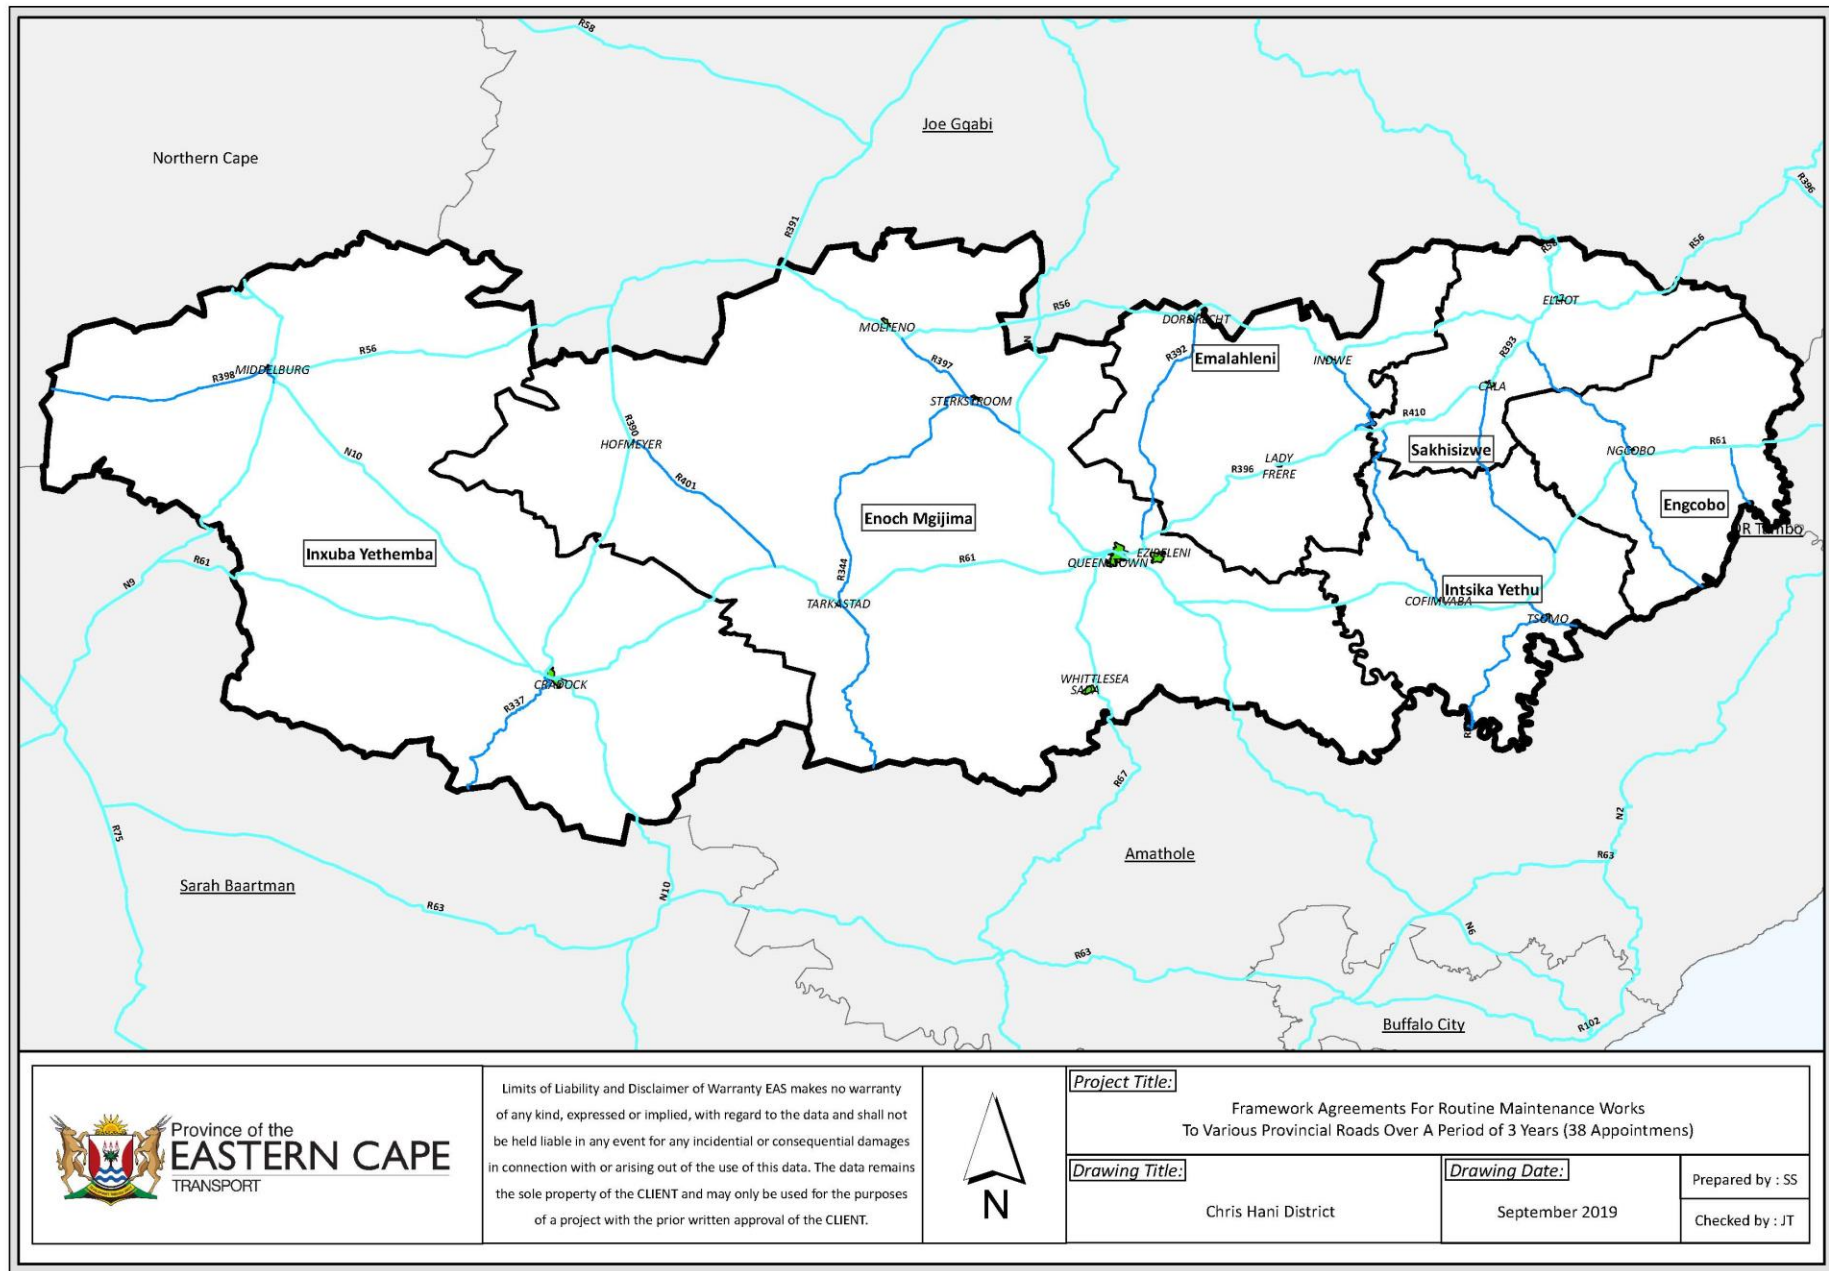 R58
Joe Gqabi
Northern Cape
R396
R391
R56
R58
ELLIOT
R56
DORDRECHT
MOLTENO
N
R393
R56
R392
Emalahleni
INDWE
R397
MIDDELBURG
R398
CALA
STERKSTROOM
R410
R390
HOFMEYER
R61
N10
Sakhisizwe
NGCOBO
LADY
FRERE
R396
R401
Engcobo
Enoch Mgijima
OR Tambo
Inxuba Yethemba
EZIBELENI
QUEENSTOWN
R61
R61
N9
R344
Intsika Yethu
TARKASTAD
COFIMVABA
TSOMO
WHITTLESEA
SADA
CRADOCK
R337
R67
N2
R75
Amathole
R63
Sarah Baartman
N10
R63
N6
R63
Buffalo City
R102
Province of the
EASTERN CAPE
TRANSPORT
Limits of Liability and Disclaimer of Warranty EAS makes no warranty
of any kind, expressed or implied, with regard to the data and shall not
be held liable in any event for any incidential or consequential damages
in connection with or arising out of the use of this data. The data remains
the sole property of the CLIENT and may only be used for the purposes
of a project with the prior written approval of the CLIENT.
N
Project Title:
Framework Agreements For Routine Maintenance Works
To Various Provincial Roads Over A Period of 3 Years (38 Appointmens)
Drawing Title:
Chris Hani District
Drawing Date:
September 2019
Prepared by : SS
Checked by : JT